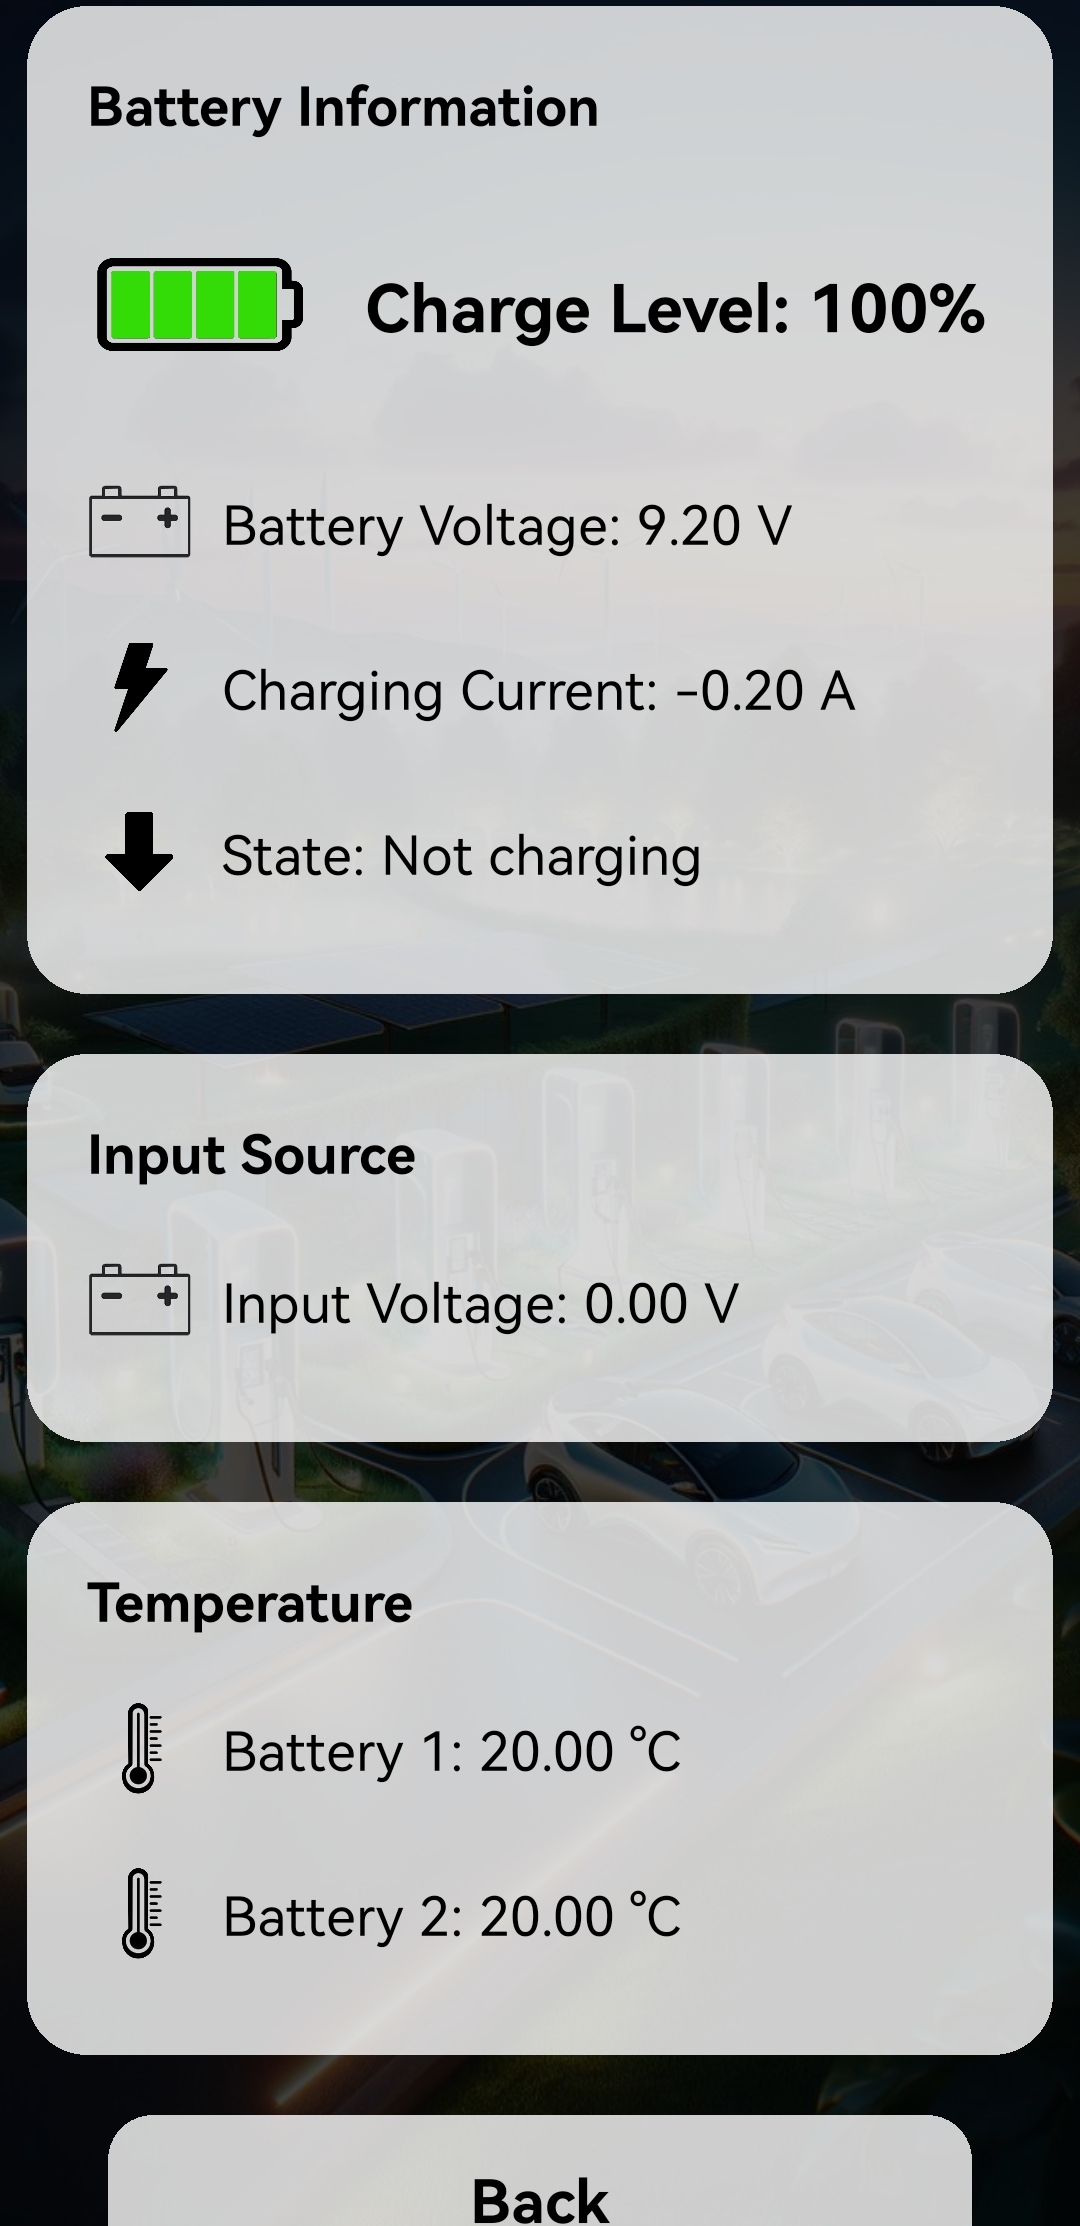 Battery Information
Charge Level: 100%
Battery Voltage: 9.20 V
Charging Current: -0.20 A
State: Not charging
Input Source
Input Voltage: 0.00 V
Temperature
Battery 1: 20.00 °C
Battery 2: 20.00 °C
Back